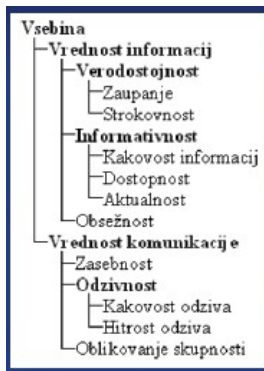 Vsebina
Vrednost informacij
Verodostojnost
Zaupanje
Strokovnost
Informativnost
Kakovost informacij
Dostopnost
Aktualnost
Obsežnost
Vrednost komunikacije
Zasebnost
Odzivnost
Kakovost odziva
Hitrost odziva
Oblikovanje skupnosti